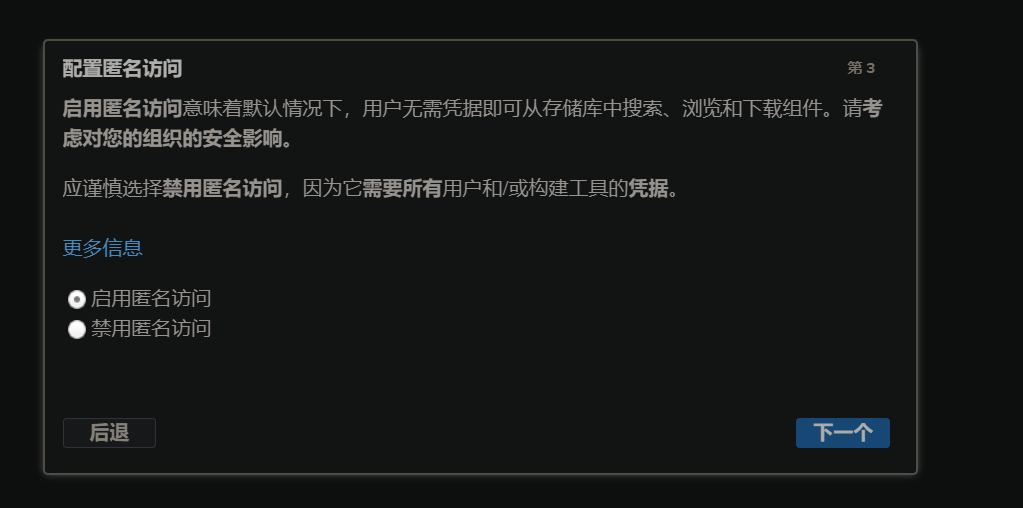 配置匿名访问
第 3
启用匿名访问意味着默认情况下，用户无需凭据即可从存储库中搜索、浏览和下载组件。请考
虑对您的组织的安全影响。
应谨慎选择禁用匿名访问，因为它需要所有用户和/或构建工具的凭据。
更多信息
启用匿名访问
禁用匿名访问
后退
下一个